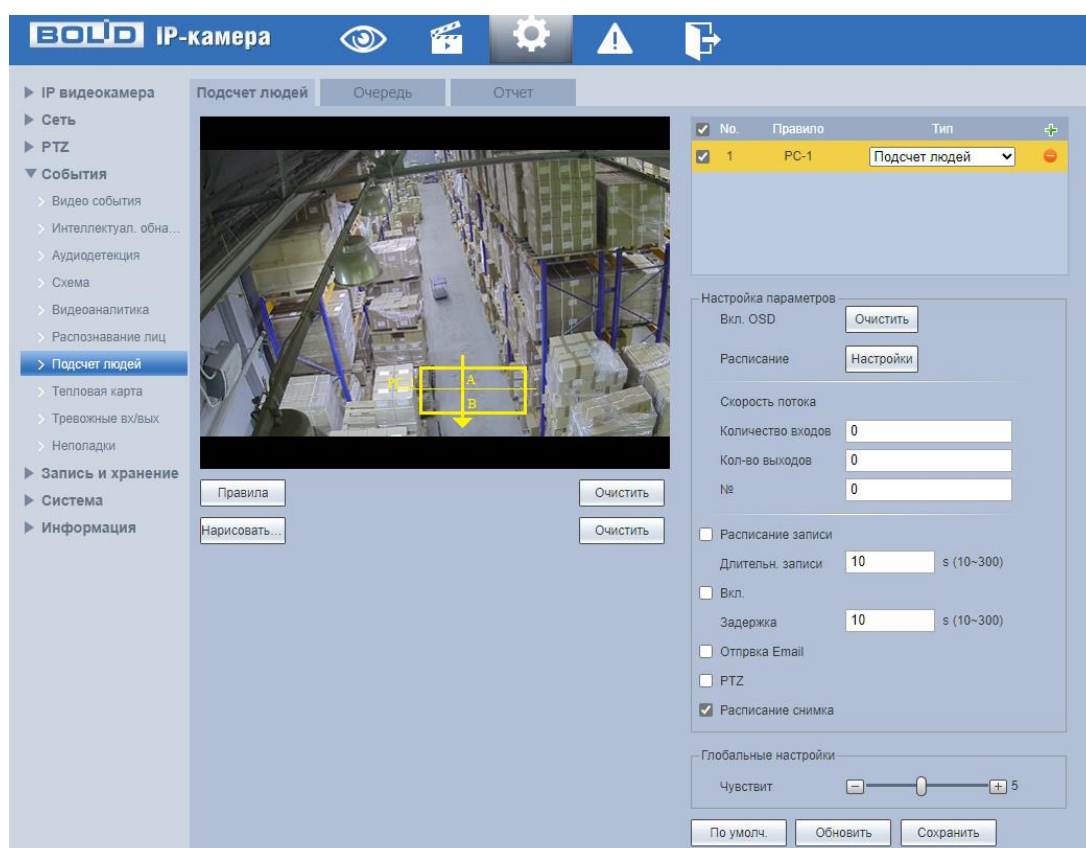 BOLID IP-камера
IP видеокамера
Сеть
PTZ
События
Видео события
Интеллектуал. обна...
Аудиодетекция
Схема
Видеоаналитика
Распознавание лиц
Подсчет людей
Тепловая карта
Тревожные вх/вых
Неполадки
Запись и хранение
Система
Информация
Подсчет людей Очередь Отчет
PC-1
A
B
Правила Очистить
Нарисовать... Очистить
No. Правило Тип
1 PC-1 Подсчет людей
Настройка параметров
Вкл. OSD Очистить
Расписание Настройки
Скорость потока
Количество входов 0
Кол-во выходов 0
№ 0
Расписание записи
Длительн. записи 10 s (10~300)
Вкл.
Задержка 10 s (10~300)
Отпрвка Email
PTZ
Расписание снимка
Глобальные настройки
Чувствит 5
По умолч. Обновить Сохранить